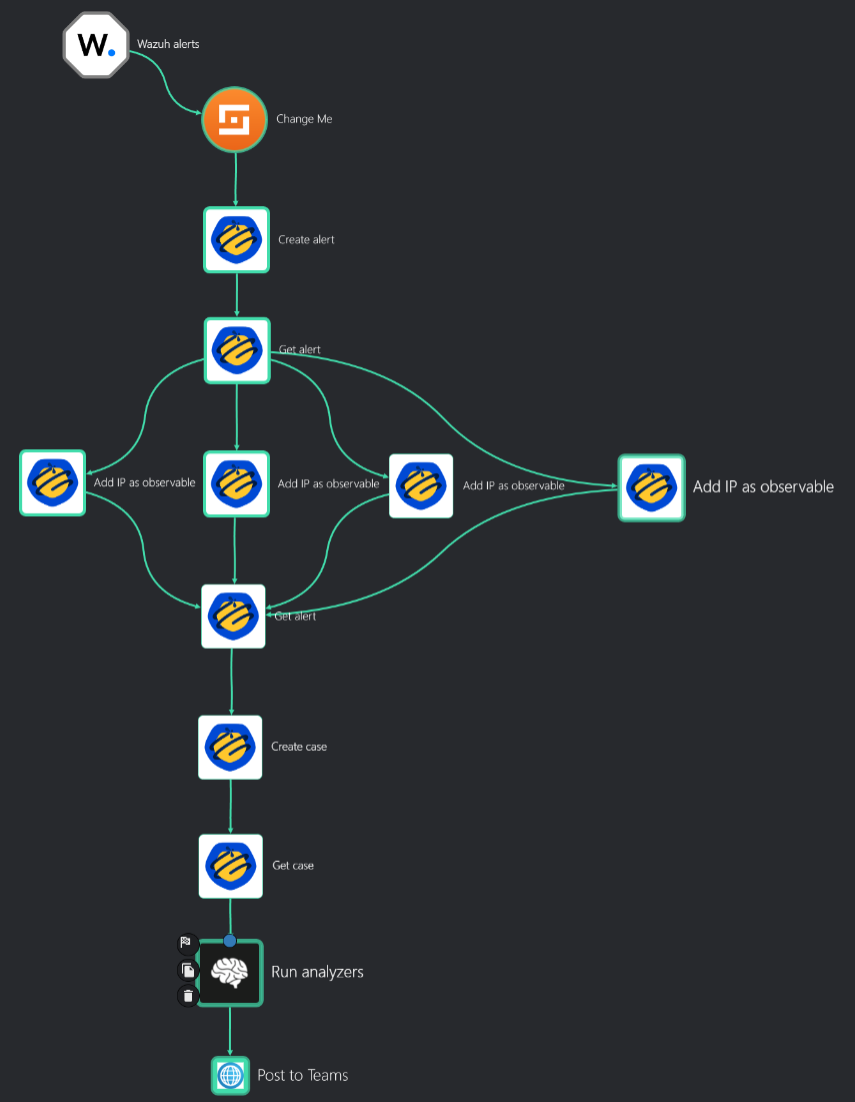 W.
Wazuh alerts
Change Me
Create alert
Get alert
Add IP as observable
Add IP as observable
Add IP as observable
Add IP as observable
Get alert
Create case
Get case
Run analyzers
Post to Teams